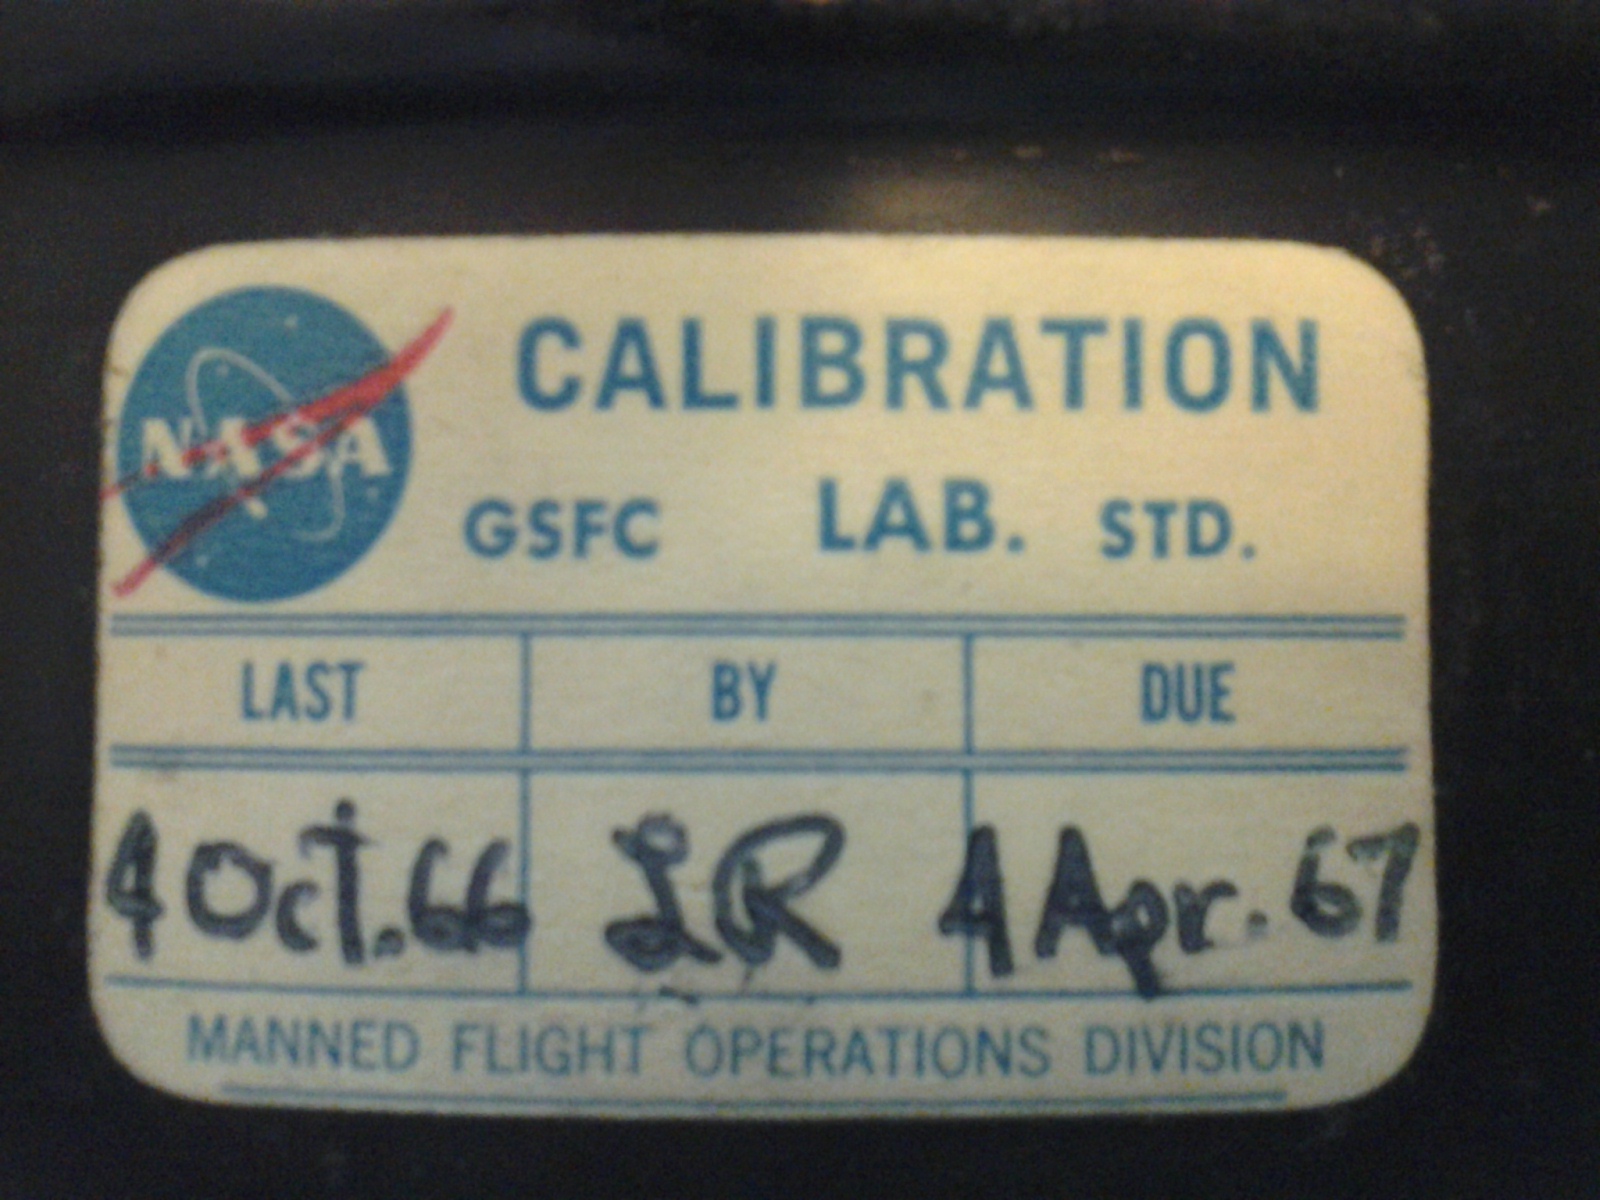 NASA
CALIBRATION
GSFC LAB. STD.
LAST BY DUE
4 Oct. 66 LR 4 Apr. 67
MANNED FLIGHT OPERATIONS DIVISION